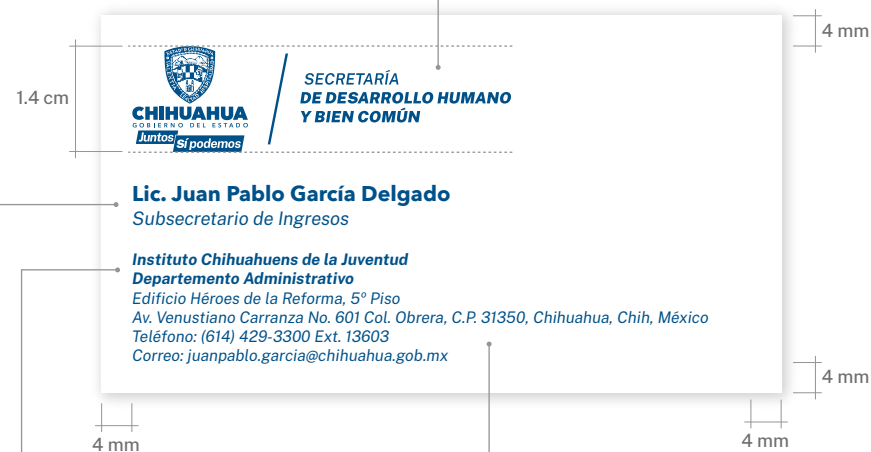 4 mm
1.4 cm
CHIHUAHUA
GOBIERNO DEL ESTADO
Juntos
Sí podemos
SECRETARÍA
DE DESARROLLO HUMANO
Y BIEN COMÚN
Lic. Juan Pablo García Delgado
Subsecretario de Ingresos
Instituto Chihuahuens de la Juventud
Departemento Administrativo
Edificio Héroes de la Reforma, 5º Piso
Av. Venustiano Carranza No. 601 Col. Obrera, C.P. 31350, Chihuahua, Chih, México
Teléfono: (614) 429-3300 Ext. 13603
Correo: juanpablo.garcia@chihuahua.gob.mx
4 mm
4 mm
4 mm